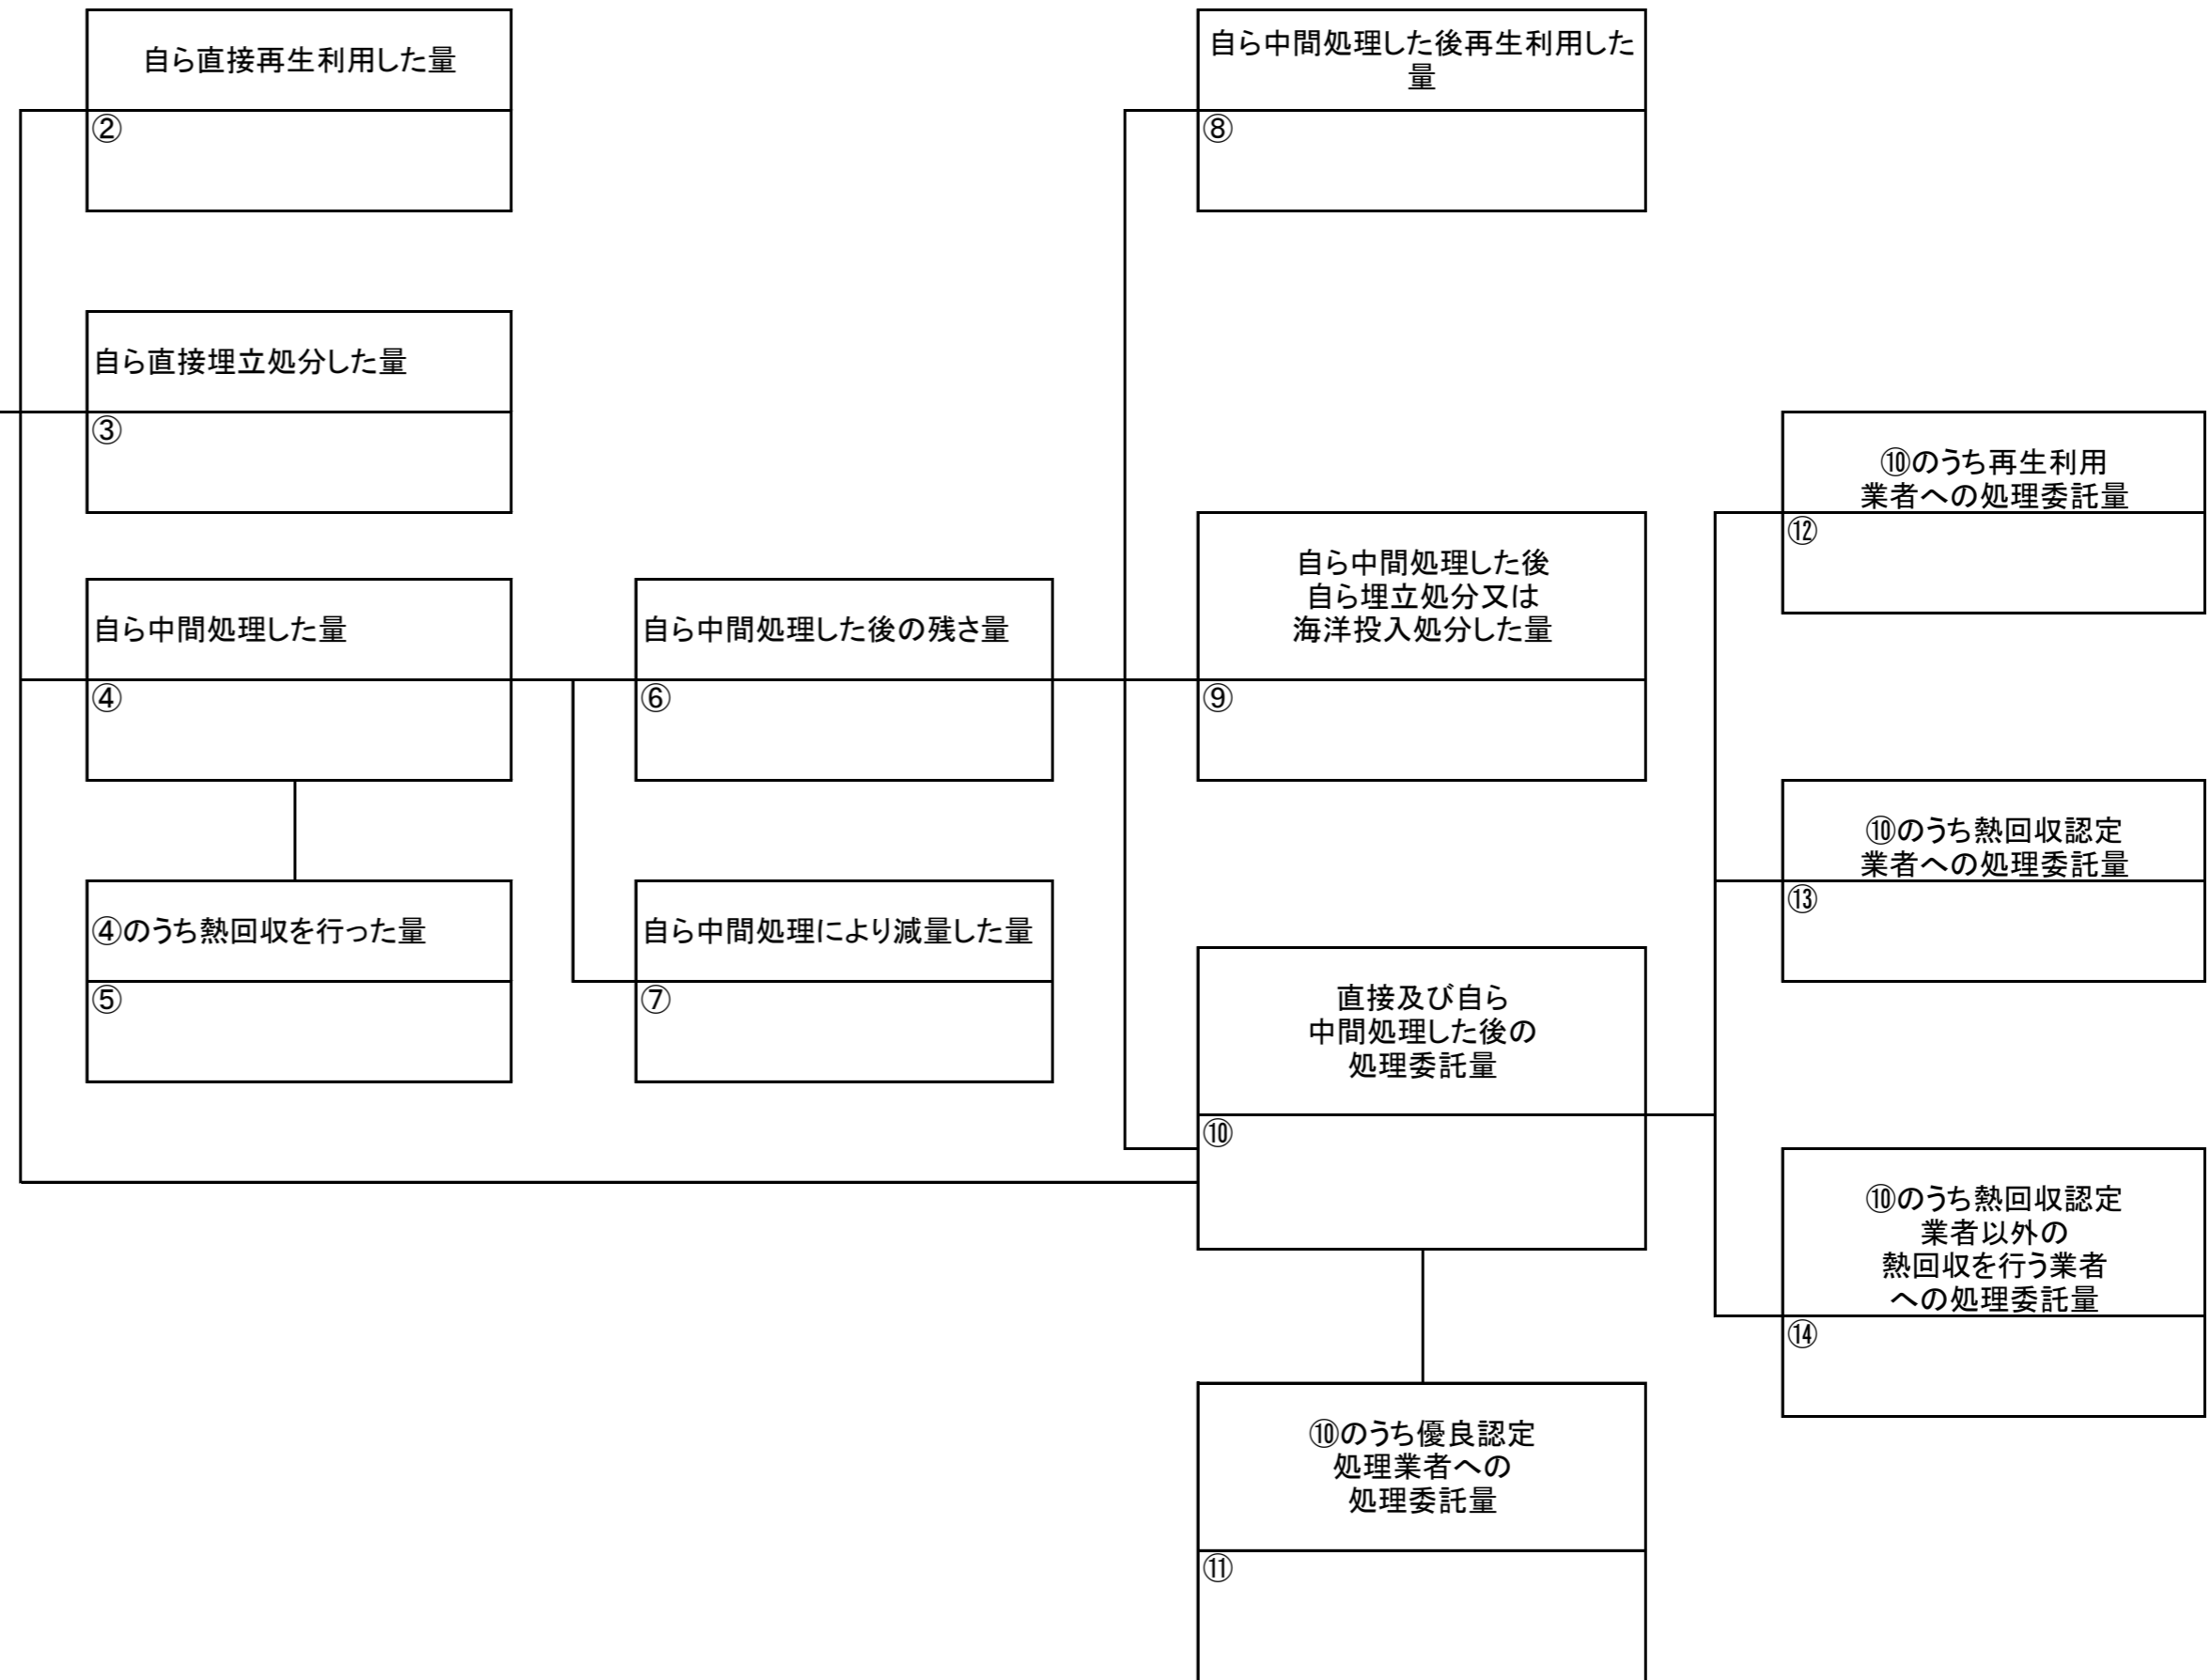 自ら直接再生利用した量
②
自ら直接埋立処分した量
③
自ら中間処理した量
④
④のうち熱回収を行った量
⑤
自ら中間処理した後の残さ量
⑥
自ら中間処理により減量した量
⑦
自ら中間処理した後再生利用した
量
⑧
自ら中間処理した後
自ら埋立処分又は
海洋投入処分した量
⑨
直接及び自ら
中間処理した後の
処理委託量
⑩
⑩のうち優良認定
処理業者への
処理委託量
⑪
⑩のうち再生利用
業者への処理委託量
⑫
⑩のうち熱回収認定
業者への処理委託量
⑬
⑩のうち熱回収認定
業者以外の
熱回収を行う業者
への処理委託量
⑭